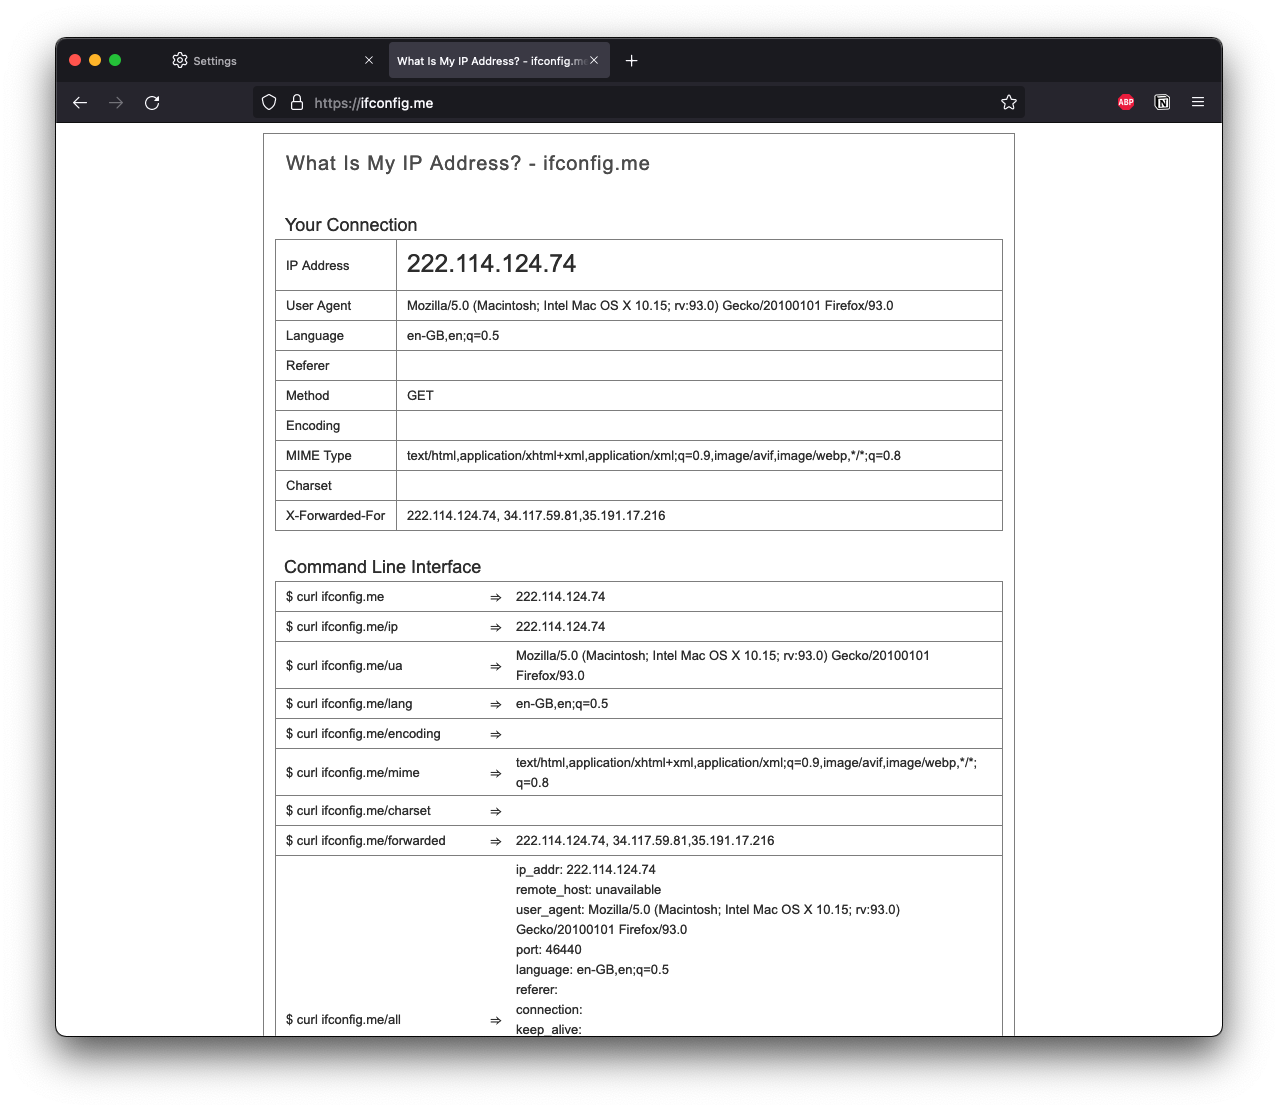 Settings
What Is My IP Address? - ifconfig.me
https://ifconfig.me
ABP
N
What Is My IP Address? - ifconfig.me
Your Connection
IP Address 222.114.124.74
User Agent Mozilla/5.0 (Macintosh; Intel Mac OS X 10.15; rv:93.0) Gecko/20100101 Firefox/93.0
Language en-GB,en;q=0.5
Referer
Method GET
Encoding
MIME Type text/html,application/xhtml+xml,application/xml;q=0.9,image/avif,image/webp,*/*;q=0.8
Charset
X-Forwarded-For 222.114.124.74, 34.117.59.81,35.191.17.216
Command Line Interface
$ curl ifconfig.me ⇒ 222.114.124.74
$ curl ifconfig.me/ip ⇒ 222.114.124.74
$ curl ifconfig.me/ua ⇒ Mozilla/5.0 (Macintosh; Intel Mac OS X 10.15; rv:93.0) Gecko/20100101
Firefox/93.0
$ curl ifconfig.me/lang ⇒ en-GB,en;q=0.5
$ curl ifconfig.me/encoding ⇒
$ curl ifconfig.me/mime ⇒ text/html,application/xhtml+xml,application/xml;q=0.9,image/avif,image/webp,*/*;
q=0.8
$ curl ifconfig.me/charset ⇒
$ curl ifconfig.me/forwarded ⇒ 222.114.124.74, 34.117.59.81,35.191.17.216
$ curl ifconfig.me/all ⇒ ip_addr: 222.114.124.74
remote_host: unavailable
user_agent: Mozilla/5.0 (Macintosh; Intel Mac OS X 10.15; rv:93.0)
Gecko/20100101 Firefox/93.0
port: 46440
language: en-GB,en;q=0.5
referer:
connection:
keep_alive: